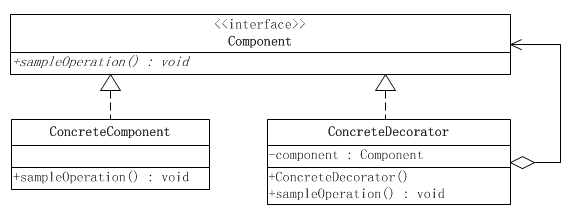 <<interface>>
Component
+sampleOperation() : void
ConcreteComponent
+sampleOperation() : void
ConcreteDecorator
-component : Component
+ConcreteDecorator()
+sampleOperation() : void